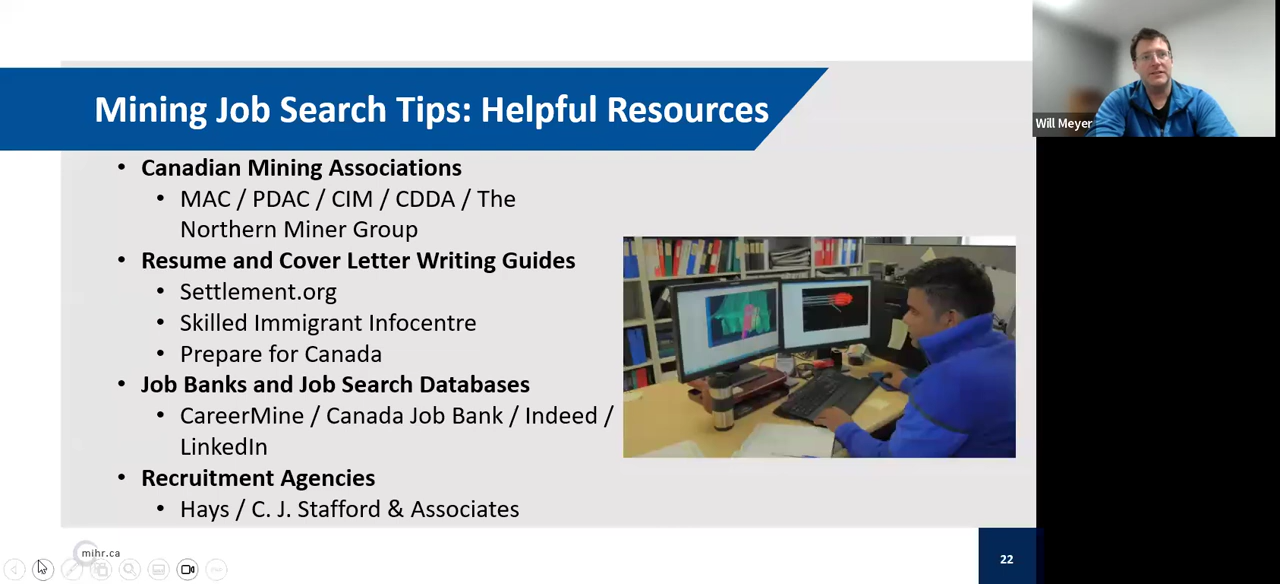 Mining Job Search Tips: Helpful Resources
Will Meyer
• Canadian Mining Associations
• MAC / PDAC / CIM / CDDA / The
Northern Miner Group
• Resume and Cover Letter Writing Guides
• Settlement.org
• Skilled Immigrant Infocentre
• Prepare for Canada
• Job Banks and Job Search Databases
• CareerMine / Canada Job Bank / Indeed /
LinkedIn
• Recruitment Agencies
• Hays / C. J. Stafford & Associates
mihr.ca
22